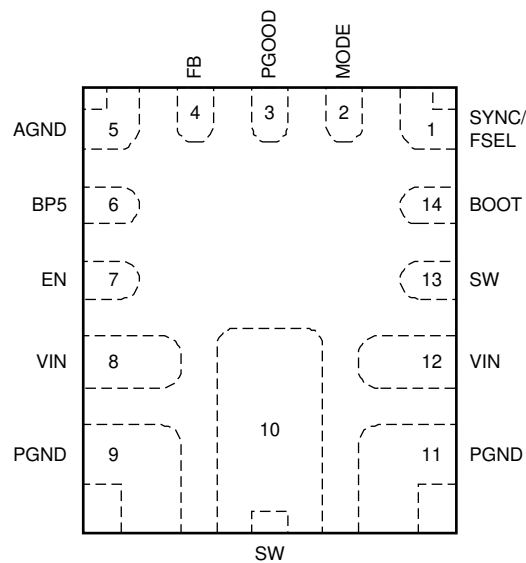 FB
PGOOD
MODE
AGND
5
4
3
2
1
SYNC/
FSEL
BP5
6
14
BOOT
EN
7
13
SW
VIN
8
12
VIN
PGND
9
10
11
PGND
SW